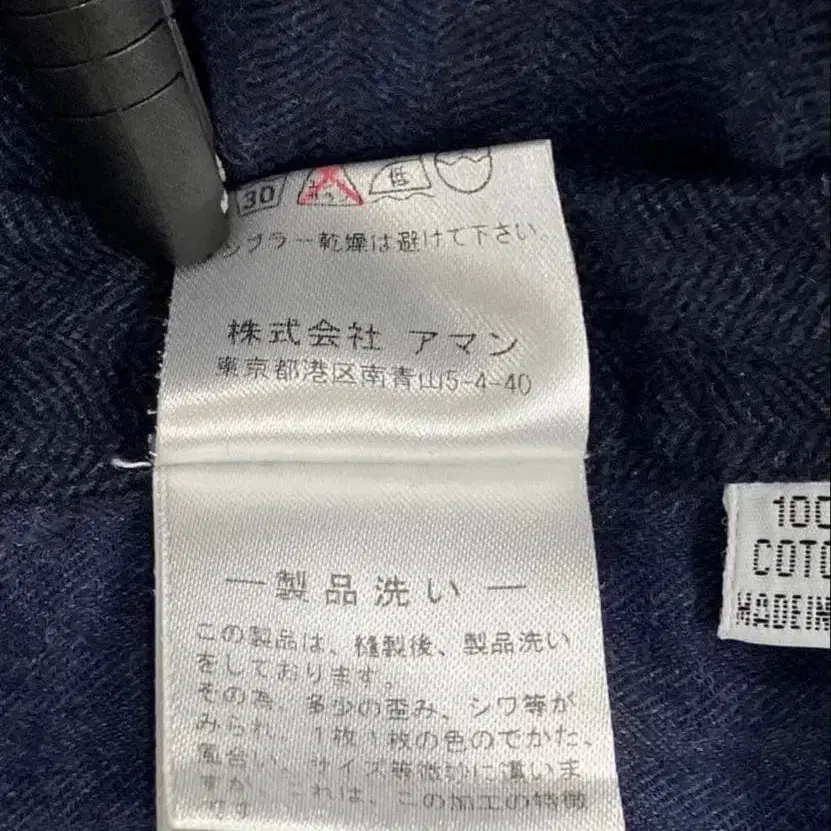 30
低
ンブラー乾燥は避けて下さい。
株式会社 アマン
東京都港区南青山5-4-40
100
COTO
MADEIN
— 製品洗い —
この製品は、縫製後、製品洗い
をしております。
その為、多少の歪み、シワ等が
みられ、1枚1枚の色のでかた、
風合い、サイズ等微妙に違いま
すが、これは、この加工の特徴
です